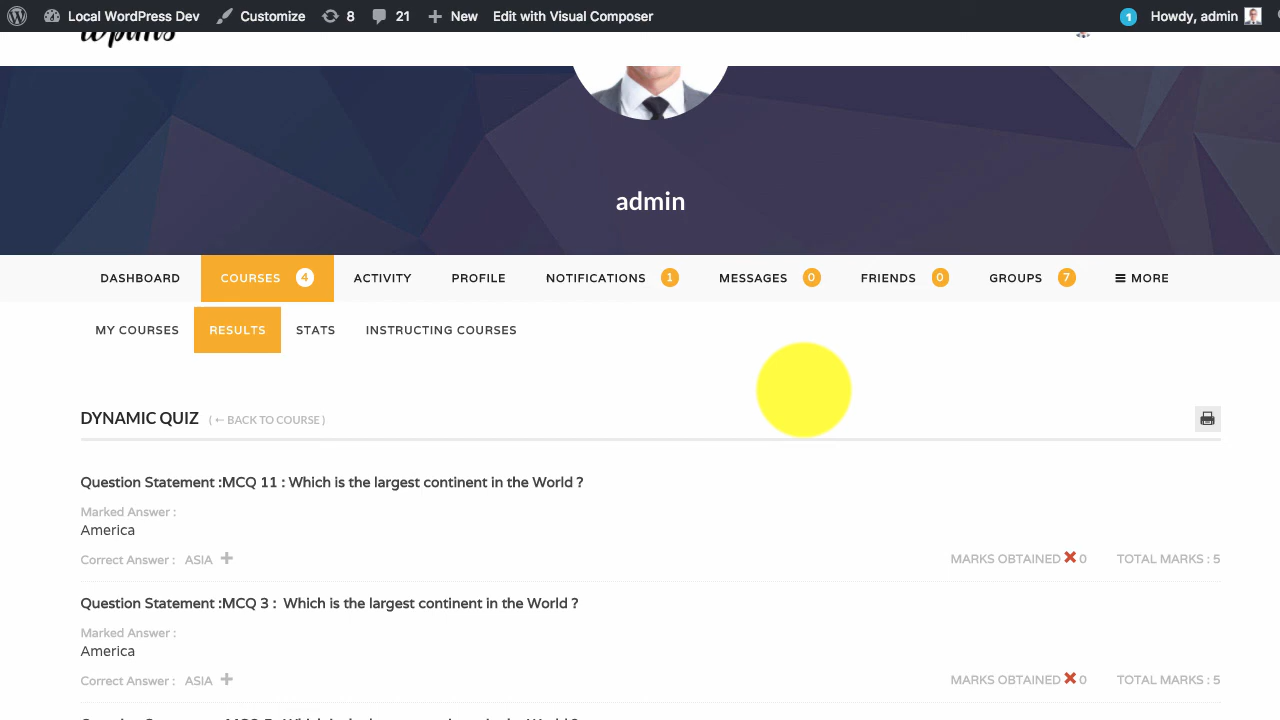 Local WordPress Dev Customize 8 21 New Edit with Visual Composer 1 Howdy, admin
wplms
admin
DASHBOARD COURSES 4 ACTIVITY PROFILE NOTIFICATIONS 1 MESSAGES 0 FRIENDS 0 GROUPS 7 MORE
MY COURSES RESULTS STATS INSTRUCTING COURSES
DYNAMIC QUIZ ( ← BACK TO COURSE )
Question Statement :MCQ 11 : Which is the largest continent in the World ?
Marked Answer :
America
Correct Answer : ASIA + MARKS OBTAINED ✖ 0 TOTAL MARKS : 5
Question Statement :MCQ 3 : Which is the largest continent in the World ?
Marked Answer :
America
Correct Answer : ASIA + MARKS OBTAINED ✖ 0 TOTAL MARKS : 5